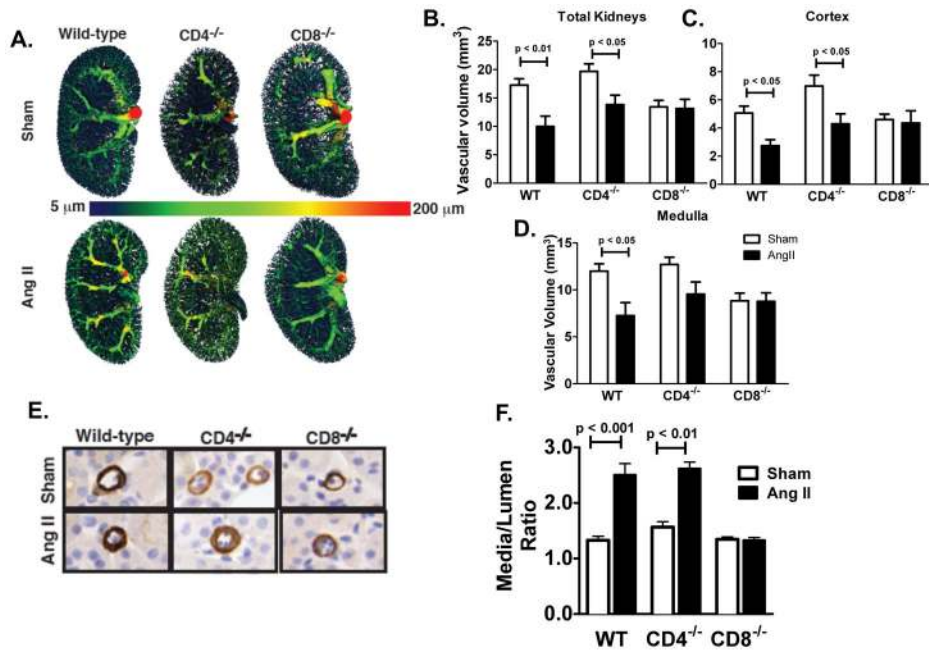 A.
Wild-type CD4-/- CD8-/-
Sham
5 µm 200 µm
Ang II
B. Total Kidneys
Vascular volume (mm3)
25
20
15
10
5
0
p < 0.01
p < 0.05
WT CD4-/- CD8-/-
C. Cortex
10
8
6
4
2
0
p < 0.05
p < 0.05
WT CD4-/- CD8-/-
D. Medulla
Vascular Volume (mm3)
15
10
5
0
p < 0.05
Sham
AngII
WT CD4-/- CD8-/-
E.
Wild-type CD4-/- CD8-/-
Sham
Ang II
F.
Media/Lumen
Ratio
3.0
2.0
1.0
0.0
p < 0.001
p < 0.01
Sham
Ang II
WT CD4-/- CD8-/-